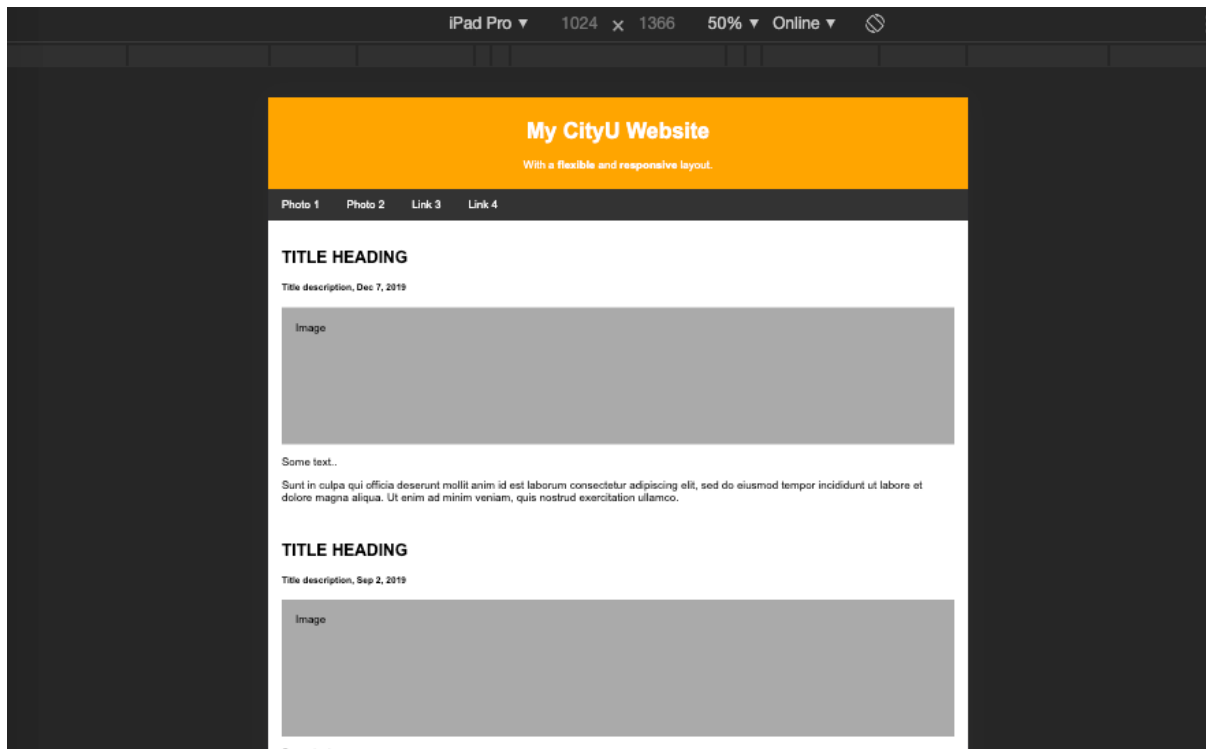 iPad Pro ▼ 1024 × 1366 50% ▼ Online ▼
My CityU Website
With a flexible and responsive layout.
Photo 1 Photo 2 Link 3 Link 4
TITLE HEADING
Title description, Dec 7, 2019
Image
Some text..
Sunt in culpa qui officia deserunt mollit anim id est laborum consectetur adipiscing elit, sed do eiusmod tempor incididunt ut labore et
dolore magna aliqua. Ut enim ad minim veniam, quis nostrud exercitation ullamco.
TITLE HEADING
Title description, Sep 2, 2019
Image